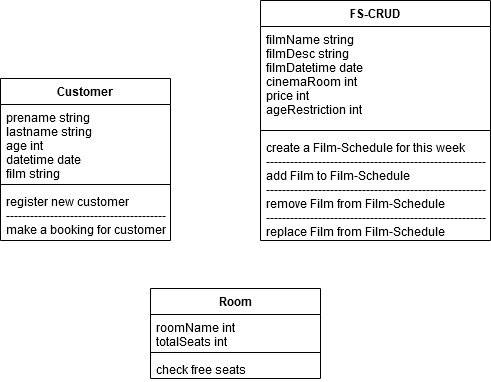 FS-CRUD
filmName string
filmDesc string
filmDatetime date
cinemaRoom int
price int
ageRestriction int
create a Film-Schedule for this week
add Film to Film-Schedule
remove Film from Film-Schedule
replace Film from Film-Schedule
Customer
prename string
lastname string
age int
datetime date
film string
register new customer
make a booking for customer
Room
roomName int
totalSeats int
check free seats